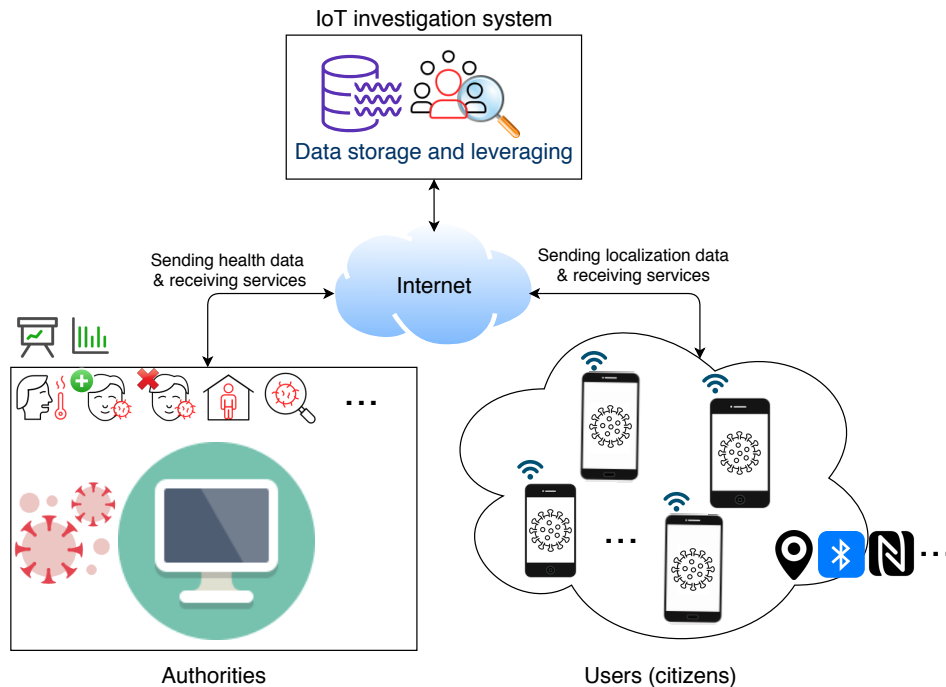 IoT investigation system
Data storage and leveraging
Sending health data
& receiving services
Internet
Sending localization data
& receiving services
...
...
...
Authorities
Users (citizens)